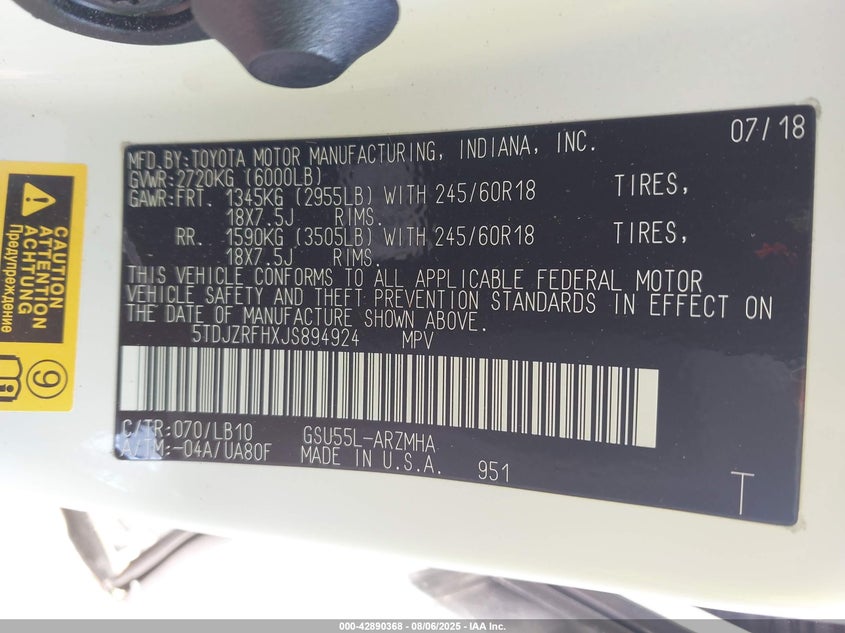 07/18
MFD.BY:TOYOTA MOTOR MANUFACTURING, INDIANA, INC.
GVWR:2720KG (6000LB)
GAWR:FRT. 1345KG (2955LB) WITH 245/60R18 TIRES,
18X7.5J RIMS.
RR. 1590KG (3505LB) WITH 245/60R18 TIRES,
18X7.5J RIMS.
THIS VEHICLE CONFORMS TO ALL APPLICABLE FEDERAL MOTOR
VEHICLE SAFETY AND THEFT PREVENTION STANDARDS IN EFFECT ON
THE DATE OF MANUFACTURE SHOWN ABOVE.
5TDJZRFHXJS894924 MPV
C/TR:070/LB10 GSU55L-ARZMHA
A/TM:-04A/UA80F MADE IN U.S.A. 951
T
CAUTION
ATTENTION
ACHTUNG
Предупреждение
9
000-42890368 - 08/06/2025 - IAA Inc.